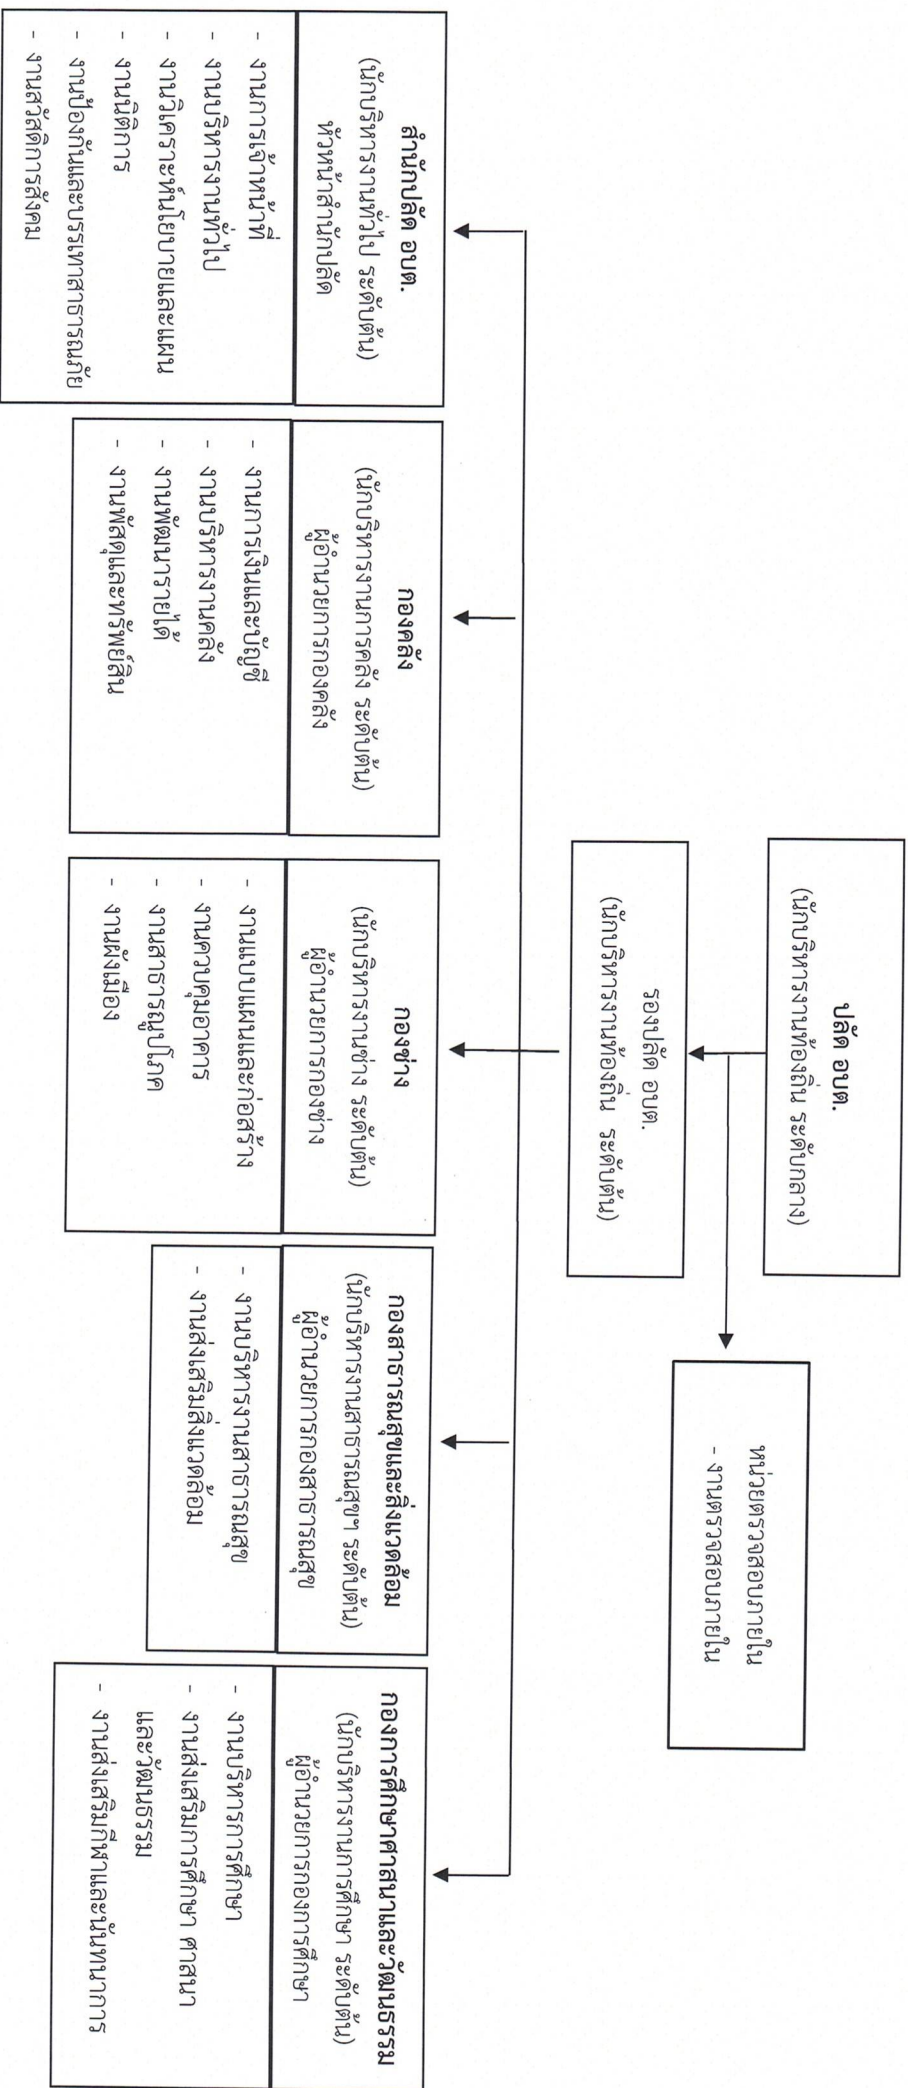 ปลัด อบต.
(นักบริหารงานท้องถิ่น ระดับกลาง)
หน่วยตรวจสอบภายใน
- งานตรวจสอบภายใน
รองปลัด อบต.
(นักบริหารงานท้องถิ่น ระดับต้น)
สำนักปลัด อบต.
(นักบริหารงานทั่วไป ระดับต้น)
หัวหน้าสำนักปลัด
- งานการเจ้าหน้าที่
- งานบริหารงานทั่วไป
- งานวิเคราะห์นโยบายและแผน
- งานนิติการ
- งานป้องกันและบรรเทาสาธารณภัย
- งานสวัสดิการสังคม
กองคลัง
(นักบริหารงานการคลัง ระดับต้น)
ผู้อำนวยการกองคลัง
- งานการเงินและบัญชี
- งานบริหารงานคลัง
- งานพัฒนารายได้
- งานพัสดุและทรัพย์สิน
กองช่าง
(นักบริหารงานช่าง ระดับต้น)
ผู้อำนวยการกองช่าง
- งานแบบแผนและก่อสร้าง
- งานควบคุมอาคาร
- งานสาธารณูปโภค
- งานผังเมือง
กองสาธารณสุขและสิ่งแวดล้อม
(นักบริหารงานสาธารณสุขฯ ระดับต้น)
ผู้อำนวยการกองสาธารณสุข
- งานบริหารงานสาธารณสุข
- งานส่งเสริมสิ่งแวดล้อม
กองการศึกษาศาสนาและวัฒนธรรม
(นักบริหารงานการศึกษา ระดับต้น)
ผู้อำนวยการกองการศึกษา
- งานบริหารการศึกษา
- งานส่งเสริมการศึกษา ศาสนา
และวัฒนธรรม
- งานส่งเสริมกีฬาและนันทนาการ